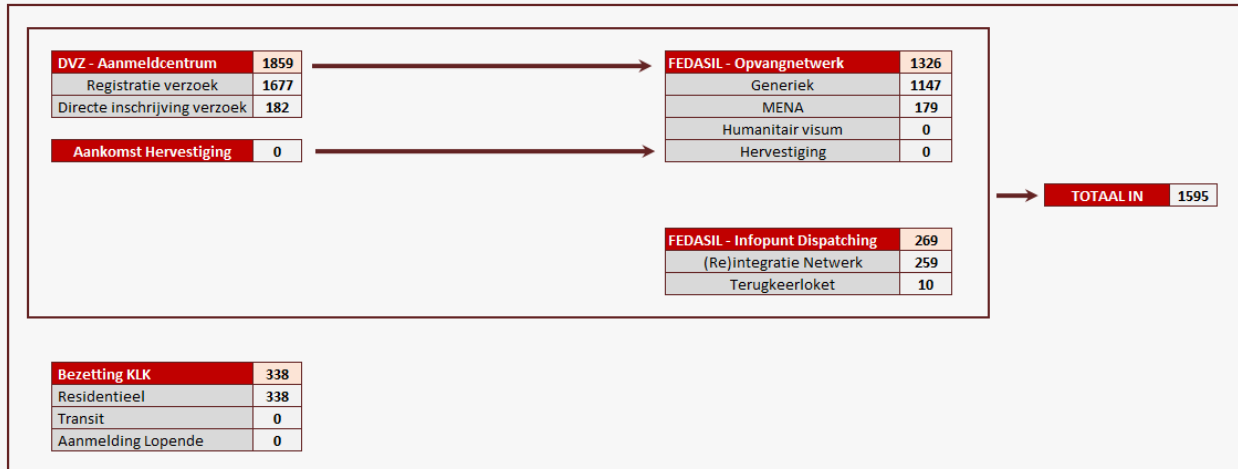 DVZ - Aanmeldcentrum 1859
Registratie verzoek 1677
Directe inschrijving verzoek 182
Aankomst Hervestiging 0
FEDASIL - Opvangnetwerk 1326
Generiek 1147
MENA 179
Humanitair visum 0
Hervestiging 0
FEDASIL - Infopunt Dispatching 269
(Re)integratie Netwerk 259
Terugkeerloket 10
TOTAAL IN 1595
Bezetting KLK 338
Residentieel 338
Transit 0
Aanmelding Lopende 0